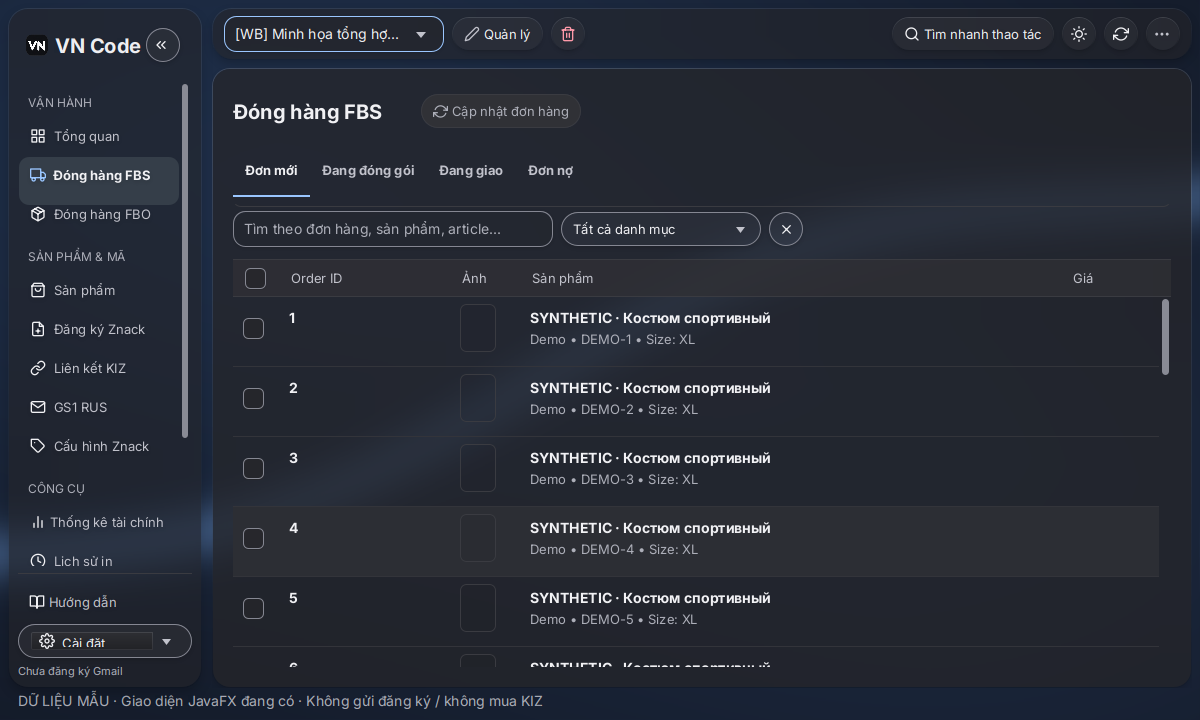 VN VN Code
[WB] Minh họa tổng hợ...
Quản lý
Tìm nhanh thao tác
VẬN HÀNH
Tổng quan
Đóng hàng FBS
Đóng hàng FBO
SẢN PHẨM & MÃ
Sản phẩm
Đăng ký Znack
Liên kết KIZ
GS1 RUS
Cấu hình Znack
CÔNG CỤ
Thống kê tài chính
Lịch sử in
Hướng dẫn
Cài đặt
Chưa đăng ký Gmail
Đóng hàng FBS
Cập nhật đơn hàng
Đơn mới Đang đóng gói Đang giao Đơn nợ
Tìm theo đơn hàng, sản phẩm, article...
Tất cả danh mục
Order ID Ảnh Sản phẩm Giá
1 SYNTHETIC · Костюм спортивный
Demo • DEMO-1 • Size: XL
2 SYNTHETIC · Костюм спортивный
Demo • DEMO-2 • Size: XL
3 SYNTHETIC · Костюм спортивный
Demo • DEMO-3 • Size: XL
4 SYNTHETIC · Костюм спортивный
Demo • DEMO-4 • Size: XL
5 SYNTHETIC · Костюм спортивный
Demo • DEMO-5 • Size: XL
6 SYNTHETIC · Костюм спортивный
DỮ LIỆU MẪU · Giao diện JavaFX đang có · Không gửi đăng ký / không mua KIZ